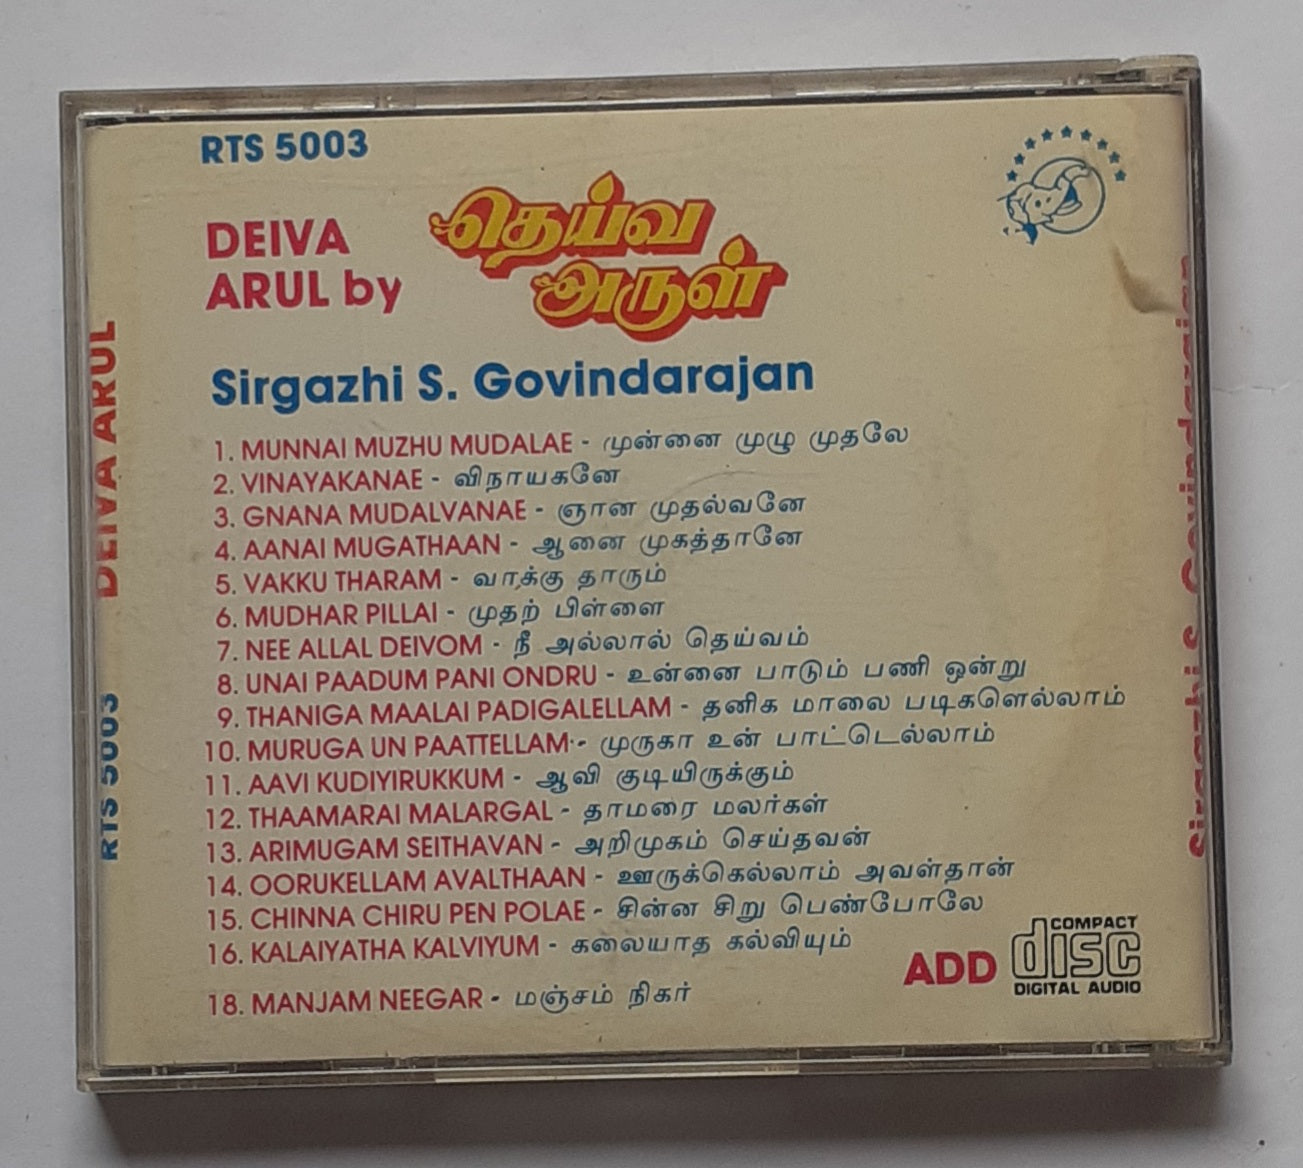 RTS 5003
DEIVA
ARUL by
தெய்வ
அருள்
Sirgazhi S. Govindarajan
1. MUNNAI MUZHU MUDALAE - முன்னை முழு முதலே
2. VINAYAKANAE - விநாயகனே
3. GNANA MUDALVANAE - ஞான முதல்வனே
4. AANAI MUGATHAAN - ஆனை முகத்தானே
5. VAKKU THARAM - வாக்கு தாரும்
6. MUDHAR PILLAI - முதற் பிள்ளை
7. NEE ALLAL DEIVOM - நீ அல்லால் தெய்வம்
8. UNAI PAADUM PANI ONDRU - உன்னை பாடும் பணி ஒன்று
9. THANIGA MAALAI PADIGALELLAM - தனிக மாலை படிகளெல்லாம்
10. MURUGA UN PAATTELLAM - முருகா உன் பாட்டெல்லாம்
11. AAVI KUDIYIRUKKUM - ஆவி குடியிருக்கும்
12. THAAMARAI MALARGAL - தாமரை மலர்கள்
13. ARIMUGAM SEITHAVAN - அறிமுகம் செய்தவன்
14. OORUKELLAM AVALTHAAN - ஊருக்கெல்லாம் அவள்தான்
15. CHINNA CHIRU PEN POLAE - சின்ன சிறு பெண்போலே
16. KALAIYATHA KALVIYUM - கலையாத கல்வியும்
18. MANJAM NEEGAR - மஞ்சம் நிகர்
ADD
COMPACT
disc
DIGITAL AUDIO
RTS 5003 DEIVA ARUL
Sirgazhi S. Govindarajan